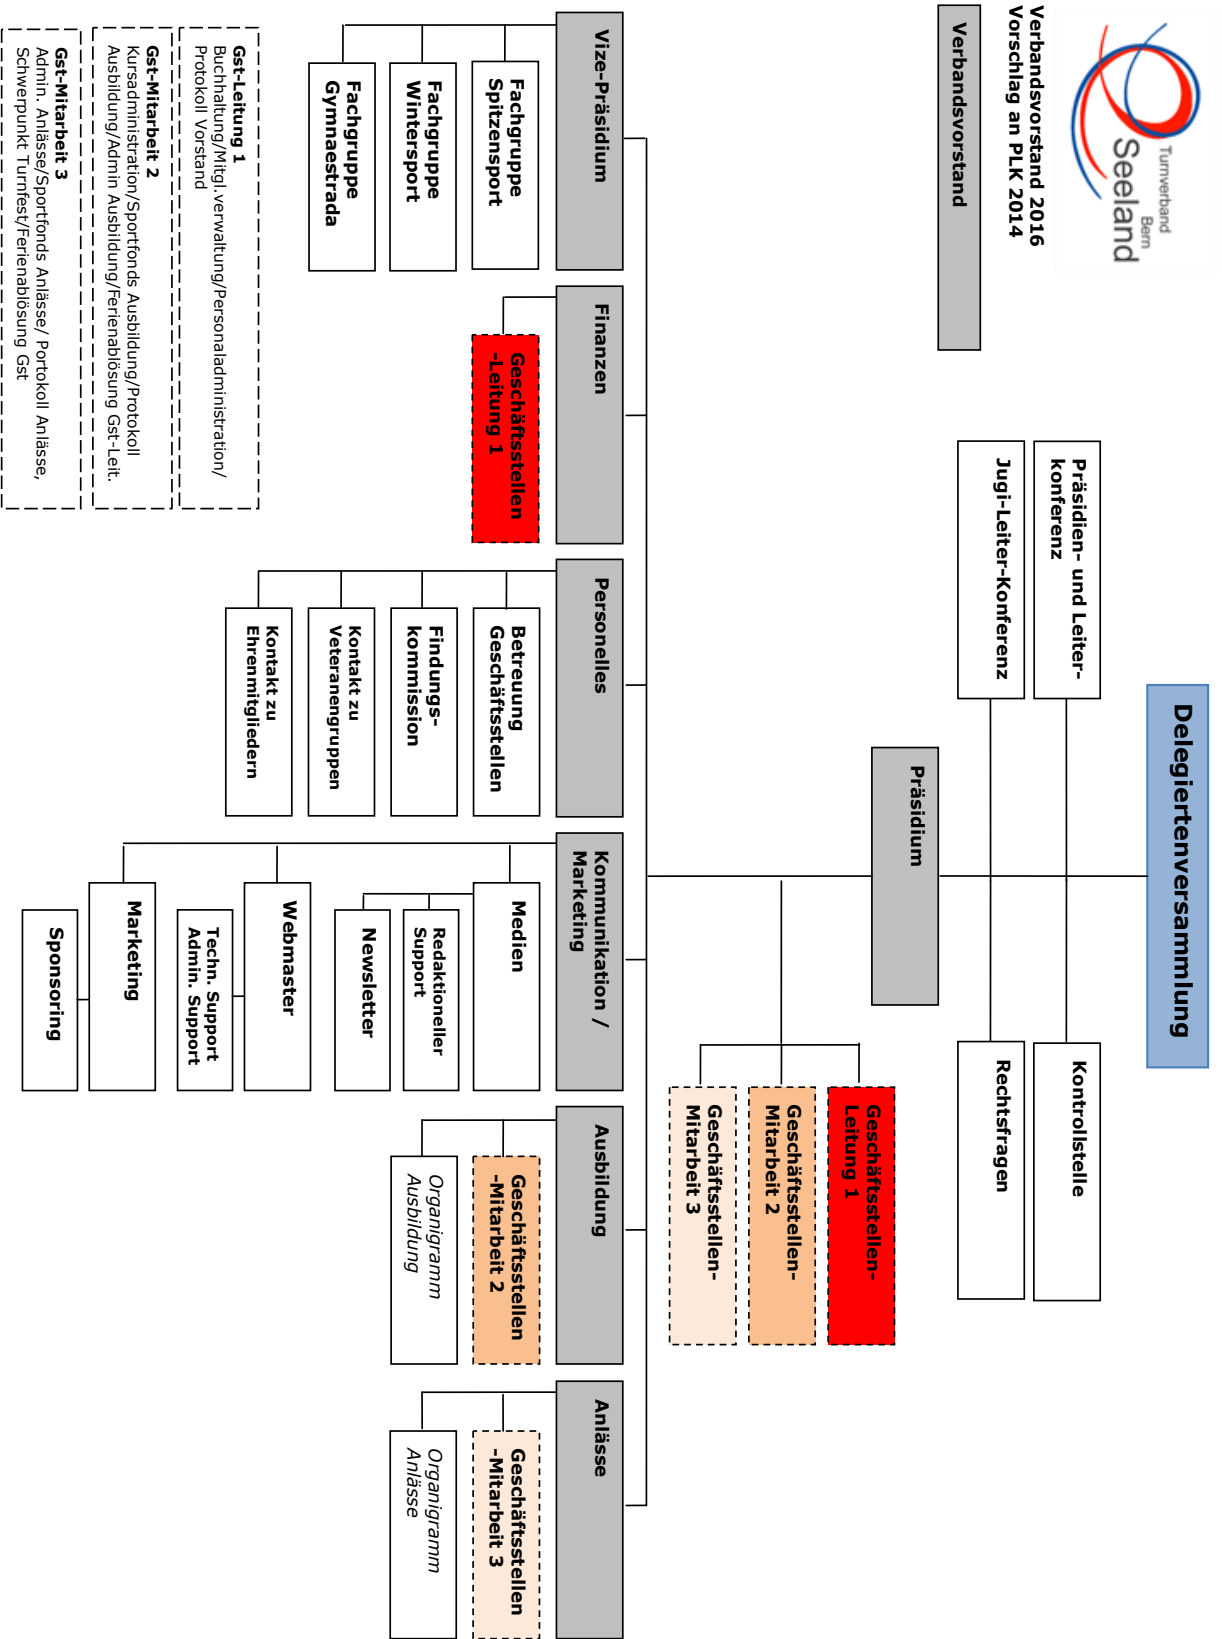 Turnverband
Bern
Seeland
Verbandsvorstand 2016
Vorschlag an PLK 2014
Verbandsvorstand
Delegiertenversammlung
Präsidien- und Leiter-
konferenz
Jugi-Leiter-Konferenz
Kontrollstelle
Rechtsfragen
Präsidium
Geschäftsstellen-
Leitung 1
Geschäftsstellen-
Mitarbeit 2
Geschäftsstellen-
Mitarbeit 3
Vize-Präsidium
Fachgruppe
Spitzensport
Fachgruppe
Wintersport
Fachgruppe
Gymnaestrada
Finanzen
Geschäftsstellen
-Leitung 1
Personelles
Betreuung
Geschäftsstellen
Findungs-
kommission
Kontakt zu
Veteranengruppen
Kontakt zu
Ehrenmitgliedern
Kommunikation /
Marketing
Medien
Redaktioneller
Support
Newsletter
Webmaster
Techn. Support
Admin. Support
Marketing
Sponsoring
Ausbildung
Geschäftsstellen
-Mitarbeit 2
Organigramm
Ausbildung
Anlässe
Geschäftsstellen
-Mitarbeit 3
Organigramm
Anlässe
Gst-Leitung 1
Buchhaltung/Mitgl.verwaltung/Personaladministration/
Protokoll Vorstand
Gst-Mitarbeit 2
Kursadministration/Sportfonds Ausbildung/Protokoll
Ausbildung/Admin Ausbildung/Ferienablösung Gst-Leit.
Gst-Mitarbeit 3
Admin. Anlässe/Sportfonds Anlässe/ Portokoll Anlässe,
Schwerpunkt Turnfest/Ferienablösung Gst